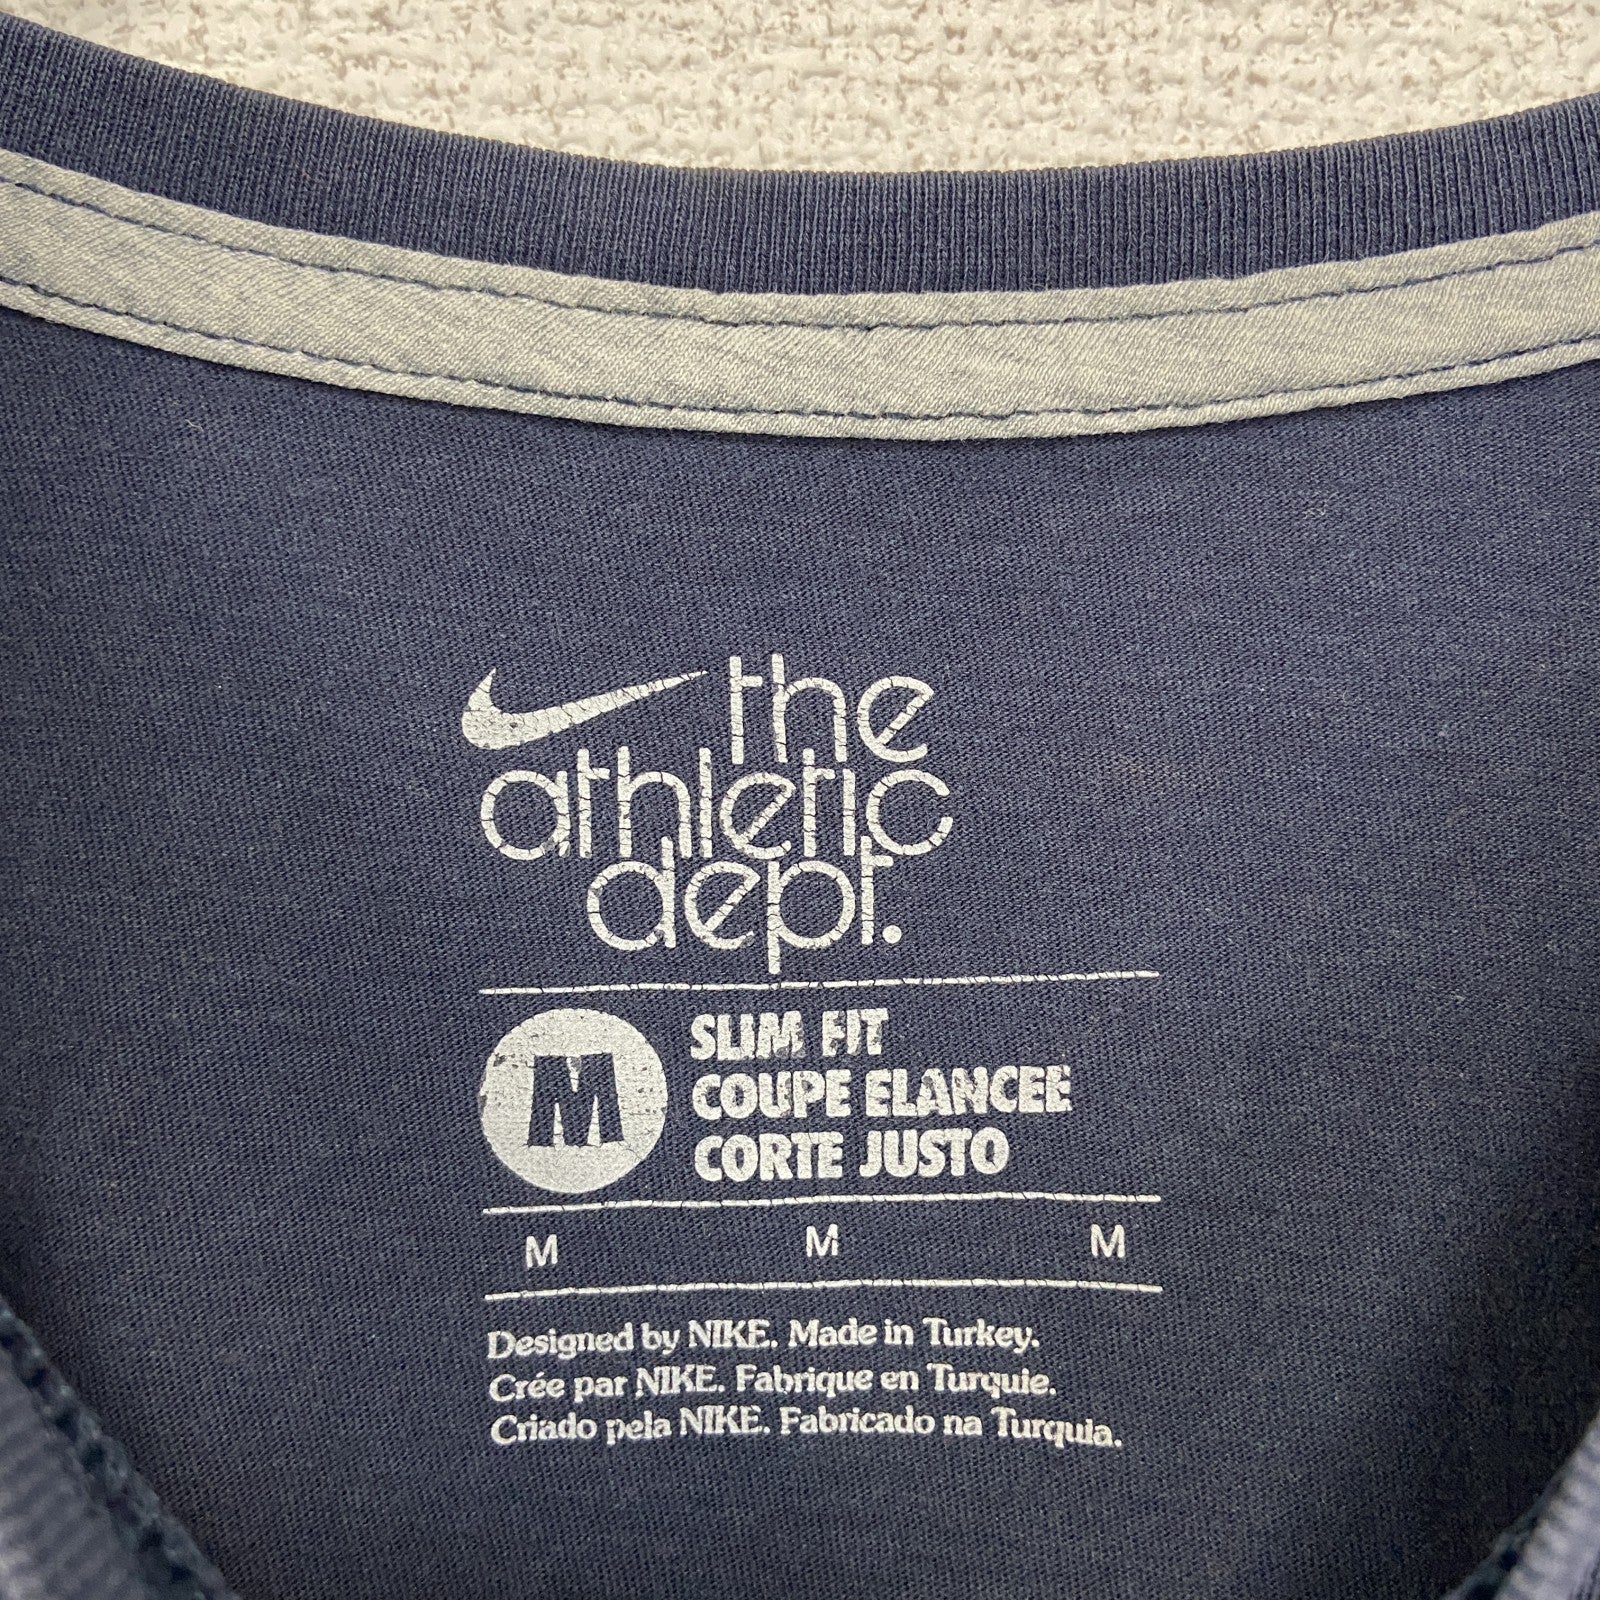 the
athletic
dept.
M
SLIM FIT
COUPE ELANCEE
CORTE JUSTO
M M M
Designed by NIKE. Made in Turkey.
Crée par NIKE. Fabrique en Turquie.
Criado pela NIKE. Fabricado na Turquia.